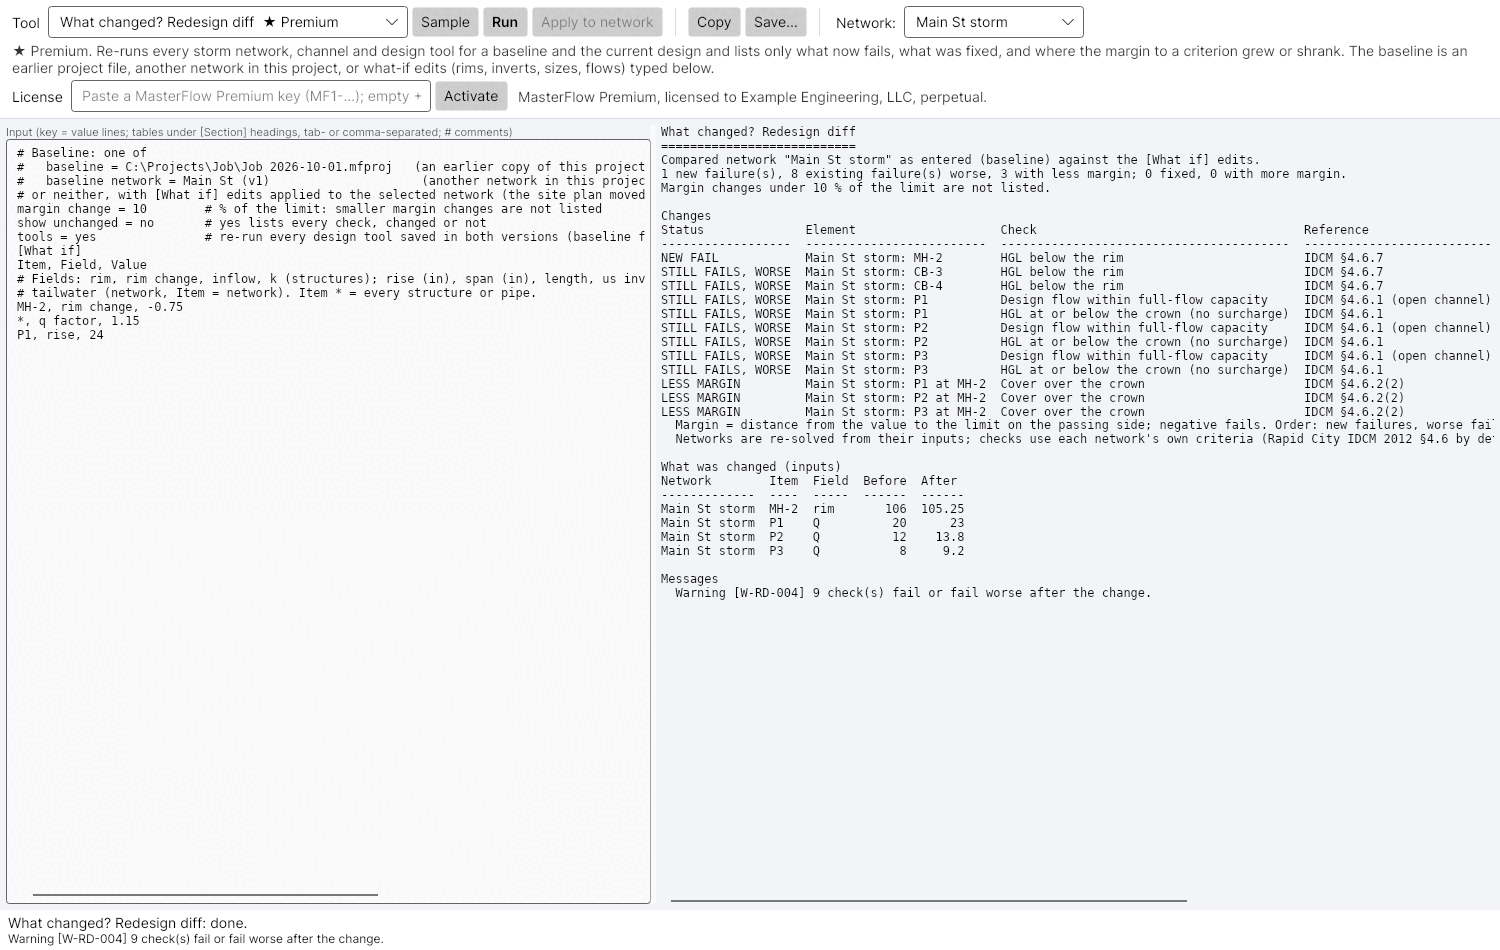 Tool What changed? Redesign diff ★ Premium Sample Run Apply to network Copy Save... Network: Main St storm
★ Premium. Re-runs every storm network, channel and design tool for a baseline and the current design and lists only what now fails, what was fixed, and where the margin to a criterion grew or shrank. The baseline is an
earlier project file, another network in this project, or what-if edits (rims, inverts, sizes, flows) typed below.
License Paste a MasterFlow Premium key (MF1-...); empty + Activate MasterFlow Premium, licensed to Example Engineering, LLC, perpetual.
Input (key = value lines; tables under [Section] headings, tab- or comma-separated; # comments)
# Baseline: one of
#   baseline = C:\Projects\Job\Job 2026-10-01.mfproj   (an earlier copy of this project
#   baseline network = Main St (v1)                     (another network in this projec
# or neither, with [What if] edits applied to the selected network (the site plan moved
margin change = 10        # % of the limit: smaller margin changes are not listed
show unchanged = no       # yes lists every check, changed or not
tools = yes               # re-run every design tool saved in both versions (baseline f
[What if]
Item, Field, Value
# Fields: rim, rim change, inflow, k (structures); rise (in), span (in), length, us inv
# tailwater (network, Item = network). Item * = every structure or pipe.
MH-2, rim change, -0.75
*, q factor, 1.15
P1, rise, 24
What changed? Redesign diff
===========================
Compared network "Main St storm" as entered (baseline) against the [What if] edits.
1 new failure(s), 8 existing failure(s) worse, 3 with less margin; 0 fixed, 0 with more margin.
Margin changes under 10 % of the limit are not listed.
Changes
Status              Element                    Check                                     Reference
------------------  -------------------------  ----------------------------------------  --------------------------
NEW FAIL            Main St storm: MH-2        HGL below the rim                         IDCM §4.6.7
STILL FAILS, WORSE  Main St storm: CB-3        HGL below the rim                         IDCM §4.6.7
STILL FAILS, WORSE  Main St storm: CB-4        HGL below the rim                         IDCM §4.6.7
STILL FAILS, WORSE  Main St storm: P1          Design flow within full-flow capacity     IDCM §4.6.1 (open channel)
STILL FAILS, WORSE  Main St storm: P1          HGL at or below the crown (no surcharge)  IDCM §4.6.1
STILL FAILS, WORSE  Main St storm: P2          Design flow within full-flow capacity     IDCM §4.6.1 (open channel)
STILL FAILS, WORSE  Main St storm: P2          HGL at or below the crown (no surcharge)  IDCM §4.6.1
STILL FAILS, WORSE  Main St storm: P3          Design flow within full-flow capacity     IDCM §4.6.1 (open channel)
STILL FAILS, WORSE  Main St storm: P3          HGL at or below the crown (no surcharge)  IDCM §4.6.1
LESS MARGIN         Main St storm: P1 at MH-2  Cover over the crown                      IDCM §4.6.2(2)
LESS MARGIN         Main St storm: P2 at MH-2  Cover over the crown                      IDCM §4.6.2(2)
LESS MARGIN         Main St storm: P3 at MH-2  Cover over the crown                      IDCM §4.6.2(2)
Margin = distance from the value to the limit on the passing side; negative fails. Order: new failures, worse fai
Networks are re-solved from their inputs; checks use each network's own criteria (Rapid City IDCM 2012 §4.6 by de
What was changed (inputs)
Network        Item  Field  Before  After
-------------  ----  -----  ------  ------
Main St storm  MH-2  rim       106  105.25
Main St storm  P1    Q          20      23
Main St storm  P2    Q          12    13.8
Main St storm  P3    Q           8     9.2
Messages
Warning [W-RD-004] 9 check(s) fail or fail worse after the change.
What changed? Redesign diff: done.
Warning [W-RD-004] 9 check(s) fail or fail worse after the change.